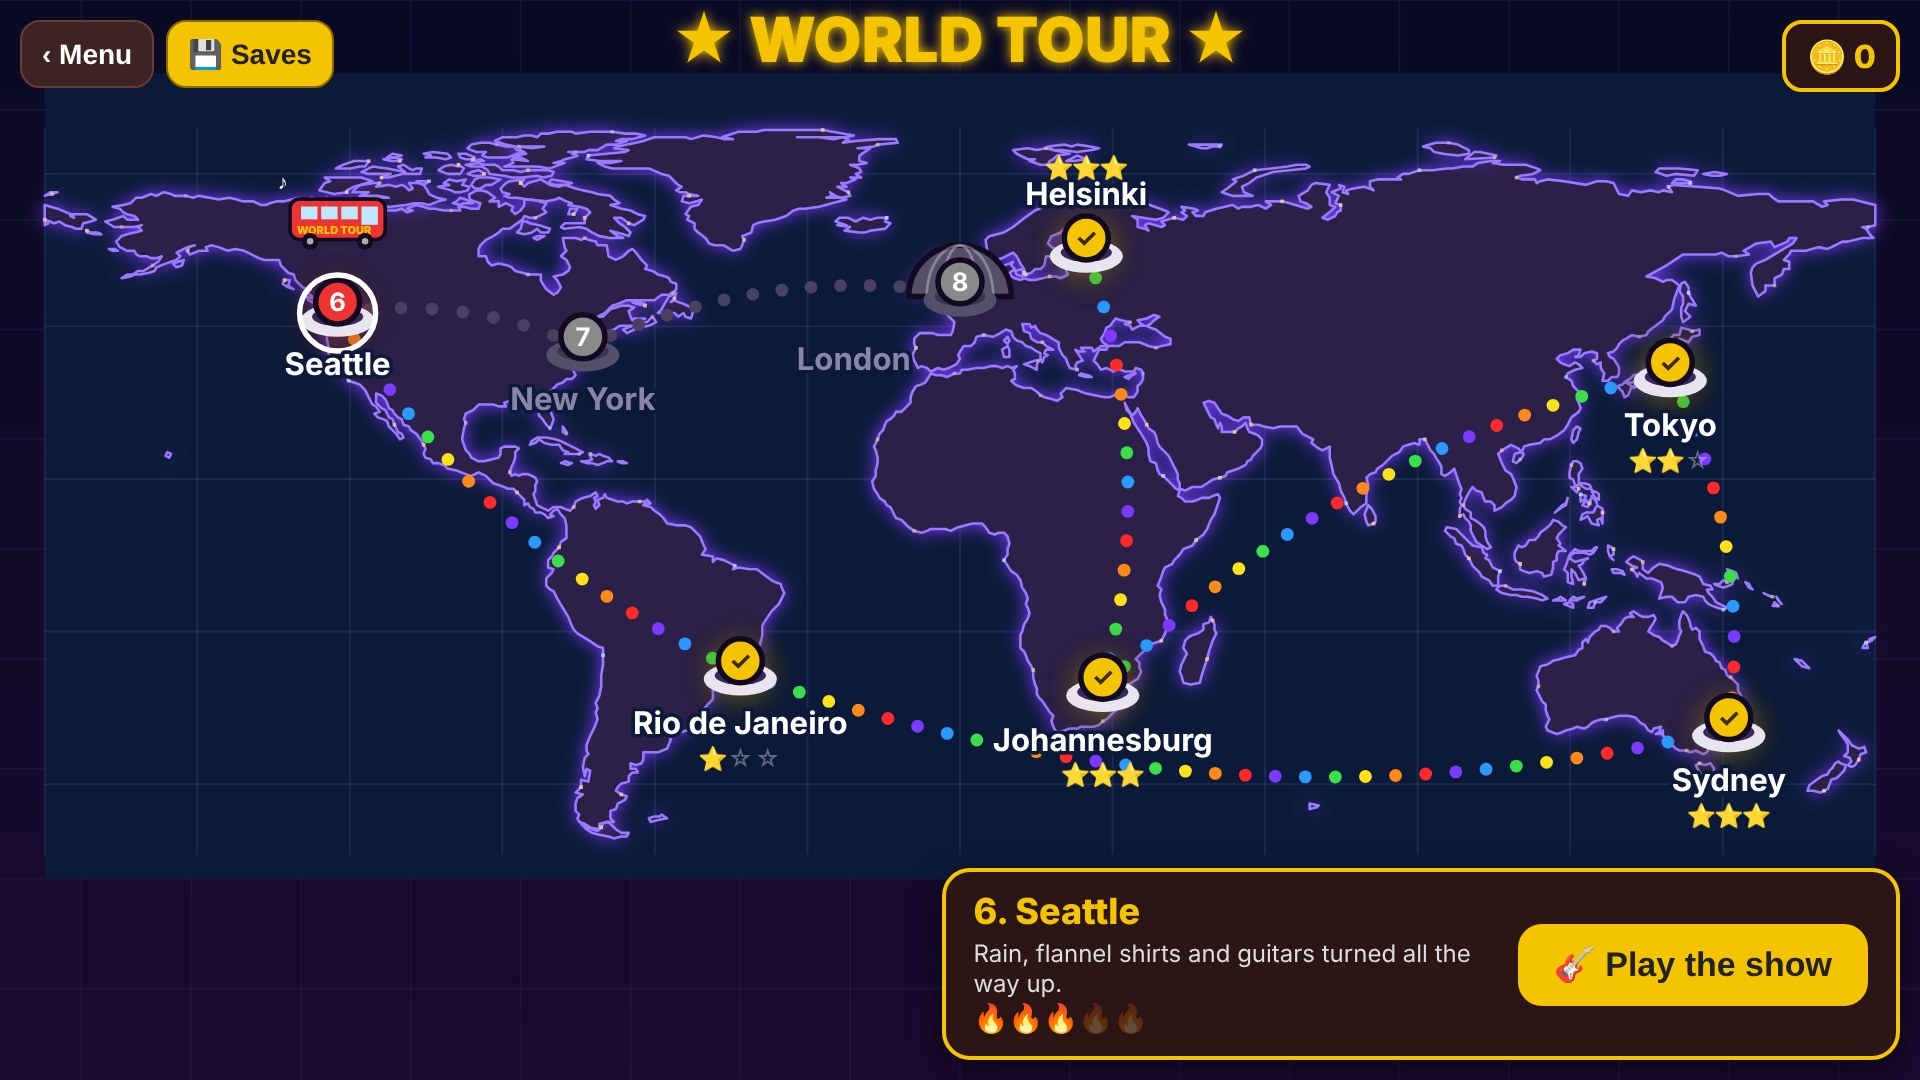 ‹ Menu
Saves
WORLD TOUR
0
Helsinki
WORLD TOUR
6
Seattle
7
New York
8
London
Tokyo
Rio de Janeiro
Johannesburg
Sydney
6. Seattle
Rain, flannel shirts and guitars turned all the
way up.
Play the show